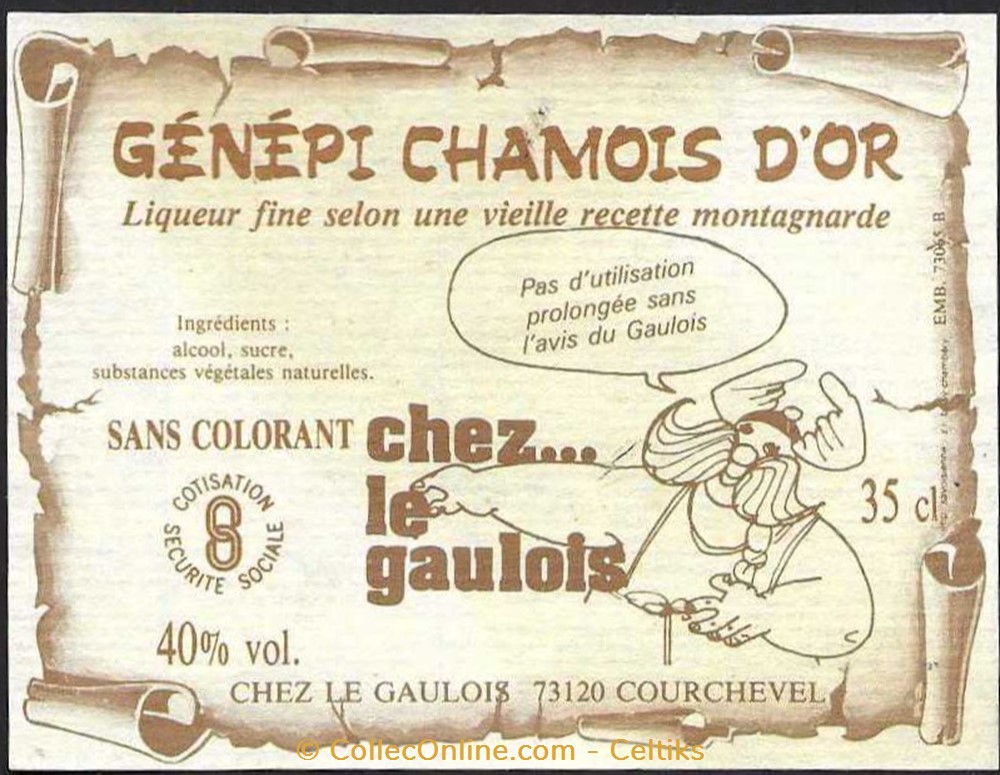 GÉNÉPI CHAMOIS D'OR
Liqueur fine selon une vieille recette montagnarde
Pas d'utilisation
prolongée sans
l'avis du Gaulois
Ingrédients :
alcool, sucre,
substances végétales naturelles.
SANS COLORANT
chez...
le
gaulois
COTISATION
SECURITE SOCIALE
35 cl
EMB. 73065 B
40% vol.
CHEZ LE GAULOIS 73120 COURCHEVEL
© CollecOnline.com - Celtiks